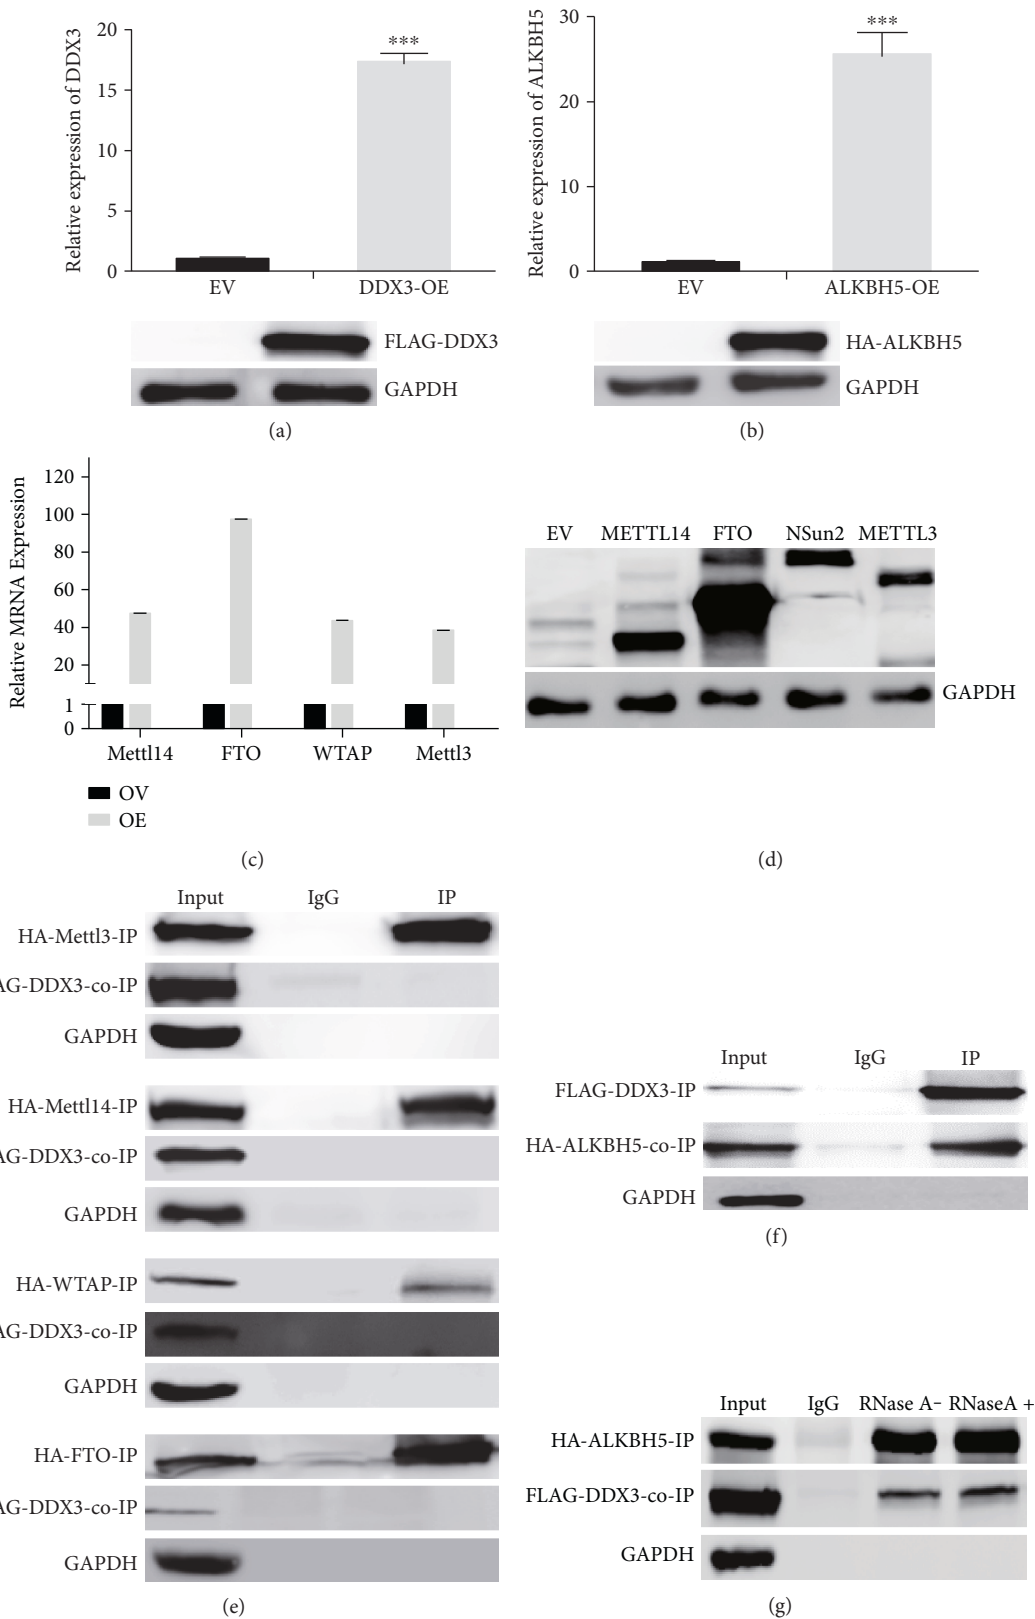 Relative expression of DDX3
20
15
10
5
0
***
EV
DDX3-OE
FLAG-DDX3
GAPDH
(a)
Relative expression of ALKBH5
30
20
10
0
***
EV
ALKBH5-OE
HA-ALKBH5
GAPDH
(b)
Relative MRNA Expression
120
100
80
60
40
20
1
0
Mettl14
FTO
WTAP
Mettl3
OV
OE
(c)
EV METTL14 FTO NSun2 METTL3
GAPDH
(d)
Input IgG IP
HA-Mettl3-IP
AG-DDX3-co-IP
GAPDH
HA-Mettl14-IP
AG-DDX3-co-IP
GAPDH
HA-WTAP-IP
AG-DDX3-co-IP
GAPDH
HA-FTO-IP
AG-DDX3-co-IP
GAPDH
(e)
Input IgG IP
FLAG-DDX3-IP
HA-ALKBH5-co-IP
GAPDH
(f)
Input IgG RNase A- RNaseA +
HA-ALKBH5-IP
FLAG-DDX3-co-IP
GAPDH
(g)